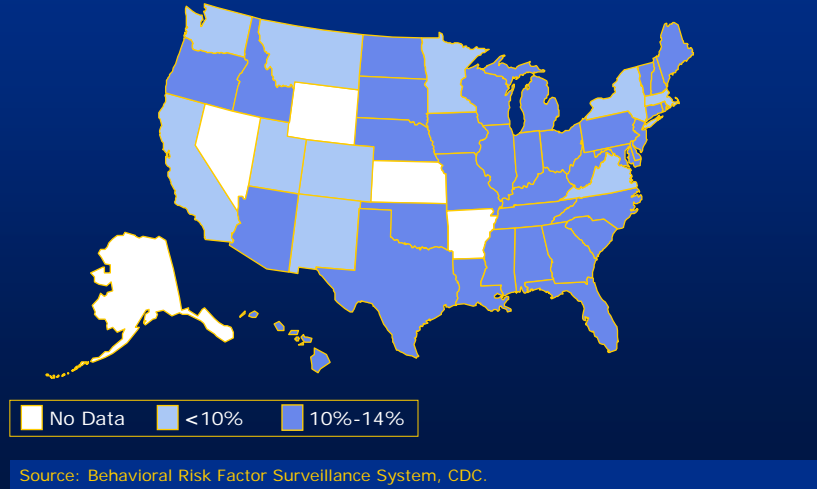 No Data <10% 10%-14%
Source: Behavioral Risk Factor Surveillance System, CDC.